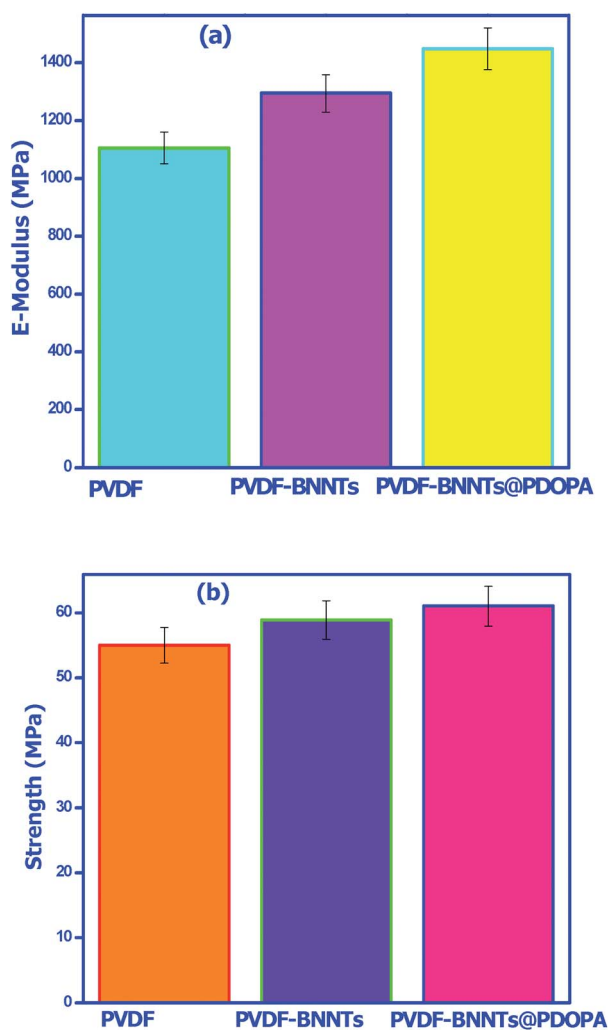 (a)
1400
1200
1000
800
600
400
200
0
E-Modulus (MPa)
PVDF PVDF-BNNTs PVDF-BNNTs@PDOPA
(b)
60
50
40
30
20
10
0
Strength (MPa)
PVDF PVDF-BNNTs PVDF-BNNTs@PDOPA